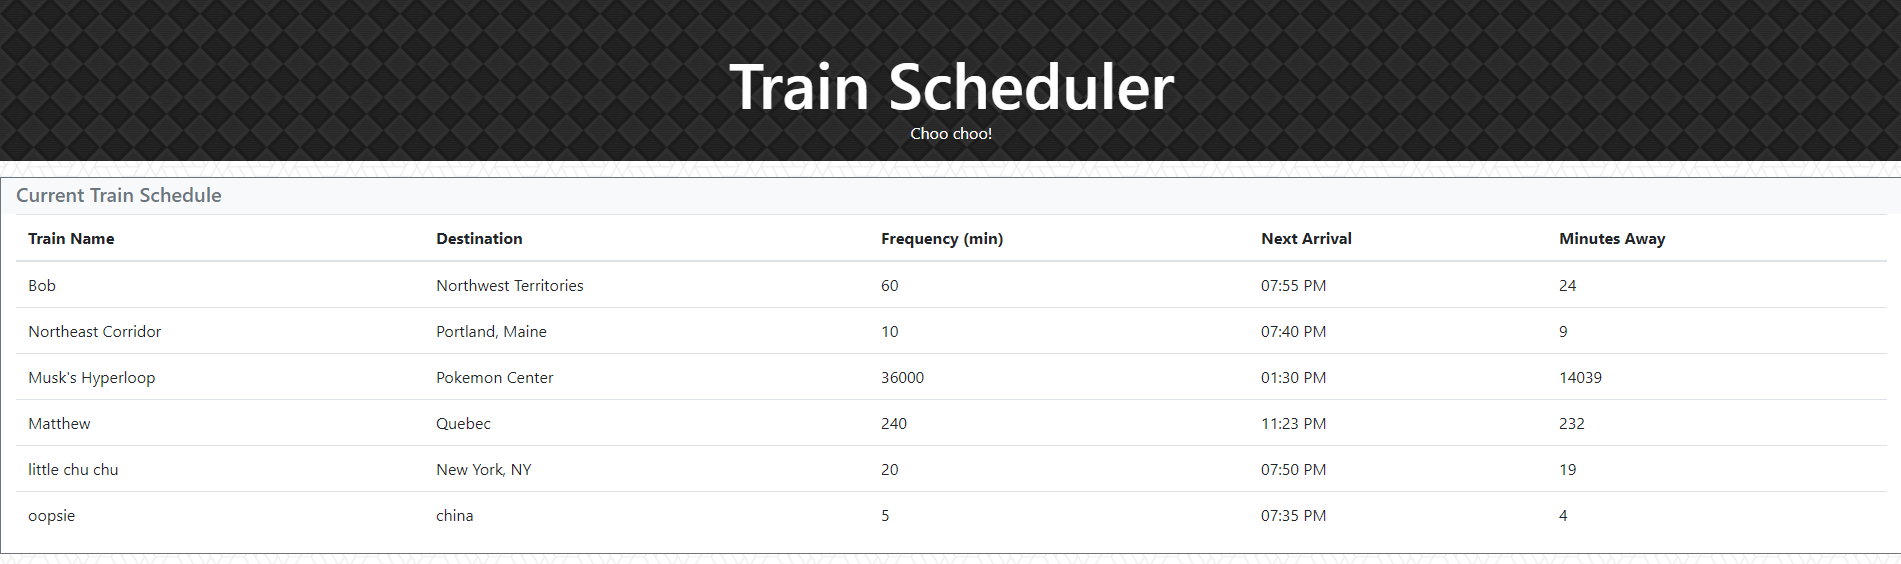 Train Scheduler
Choo choo!
Current Train Schedule
Train Name Destination Frequency (min) Next Arrival Minutes Away
Bob Northwest Territories 60 07:55 PM 24
Northeast Corridor Portland, Maine 10 07:40 PM 9
Musk's Hyperloop Pokemon Center 36000 01:30 PM 14039
Matthew Quebec 240 11:23 PM 232
little chu chu New York, NY 20 07:50 PM 19
oopsie china 5 07:35 PM 4